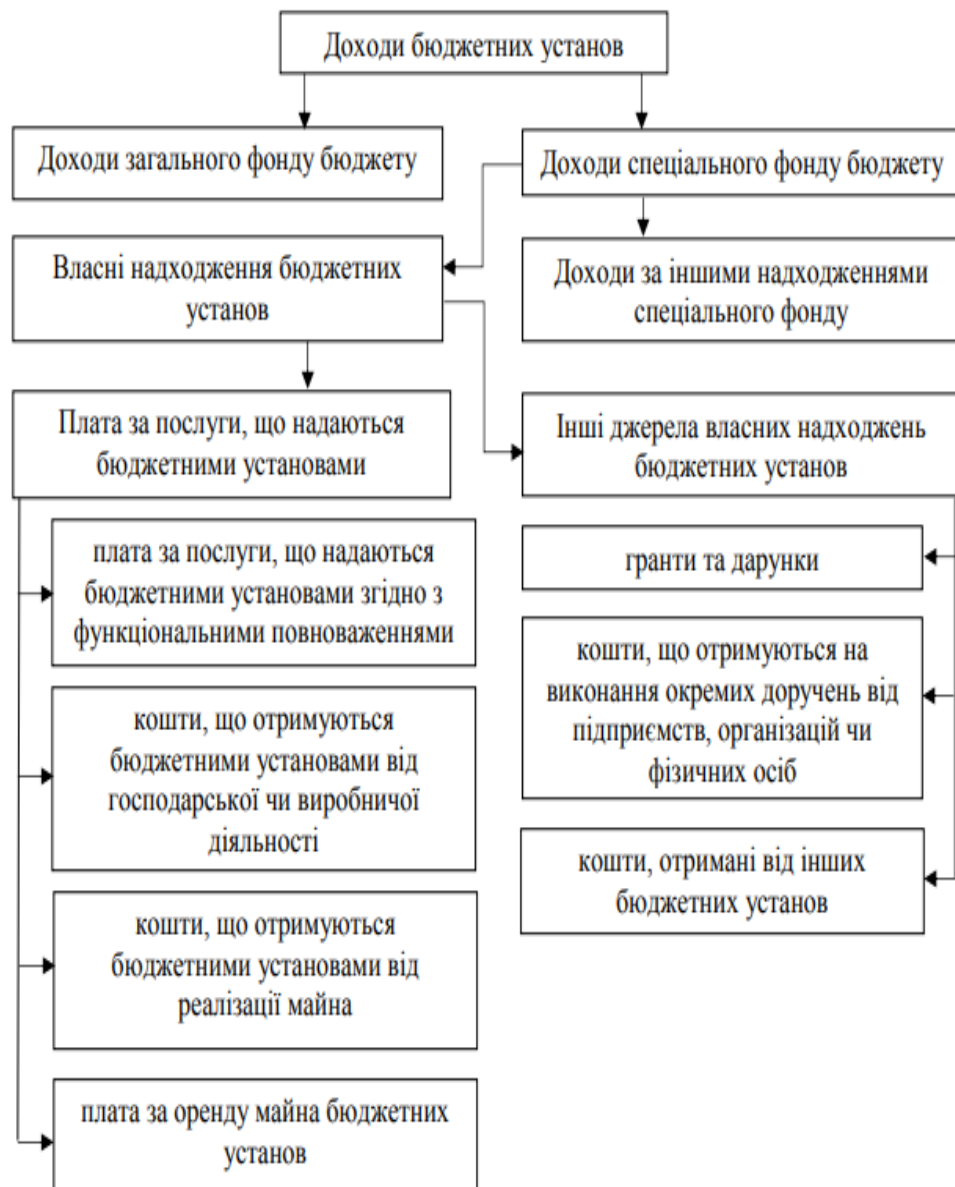 Доходи бюджетних установ
Доходи загального фонду бюджету
Доходи спеціального фонду бюджету
Власні надходження бюджетних
установ
Доходи за іншими надходженнями
спеціального фонду
Плата за послуги, що надаються
бюджетними установами
Інші джерела власних надходжень
бюджетних установ
плата за послуги, що надаються
бюджетними установами згідно з
функціональними повноваженнями
кошти, що отримуються
бюджетними установами від
господарської чи виробничої
діяльності
кошти, що отримуються
бюджетними установами від
реалізації майна
плата за оренду майна бюджетних
установ
гранти та дарунки
кошти, що отримуються на
виконання окремих доручень від
підприємств, організацій чи
фізичних осіб
кошти, отримані від інших
бюджетних установ